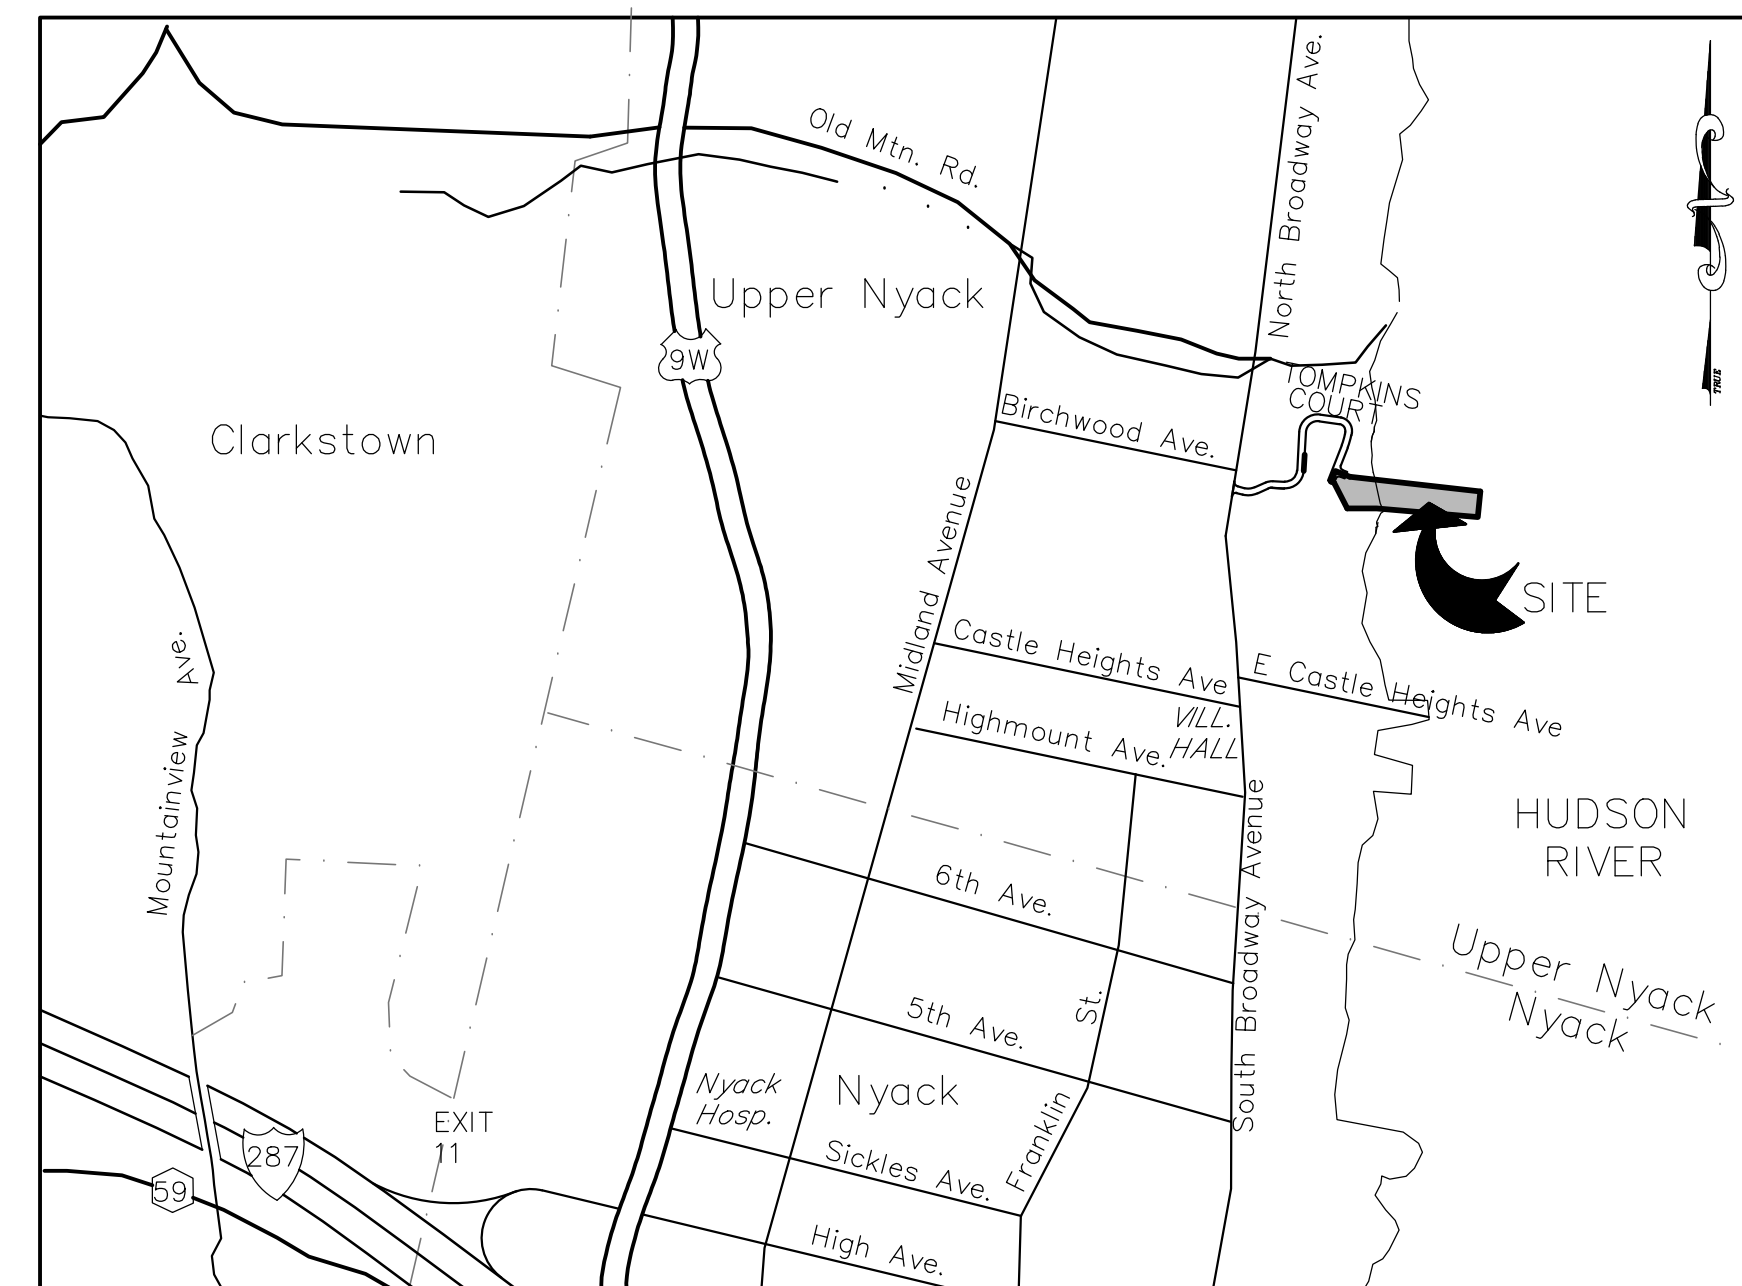 Old Mtn. Rd.
North Broadway Ave.
TRUE
Upper Nyack
9W
TOMPKINS
COURT
Birchwood Ave.
Clarkstown
Midland Avenue
SITE
Castle Heights Ave
E Castle Heights Ave
Mountainview Ave.
Highmount Ave.
VILL.
HALL
HUDSON
RIVER
South Broadway Avenue
6th Ave.
Upper Nyack
Nyack
5th Ave.
Franklin St.
Nyack
Hosp.
Nyack
EXIT
11
287
59
Sickles Ave.
High Ave.